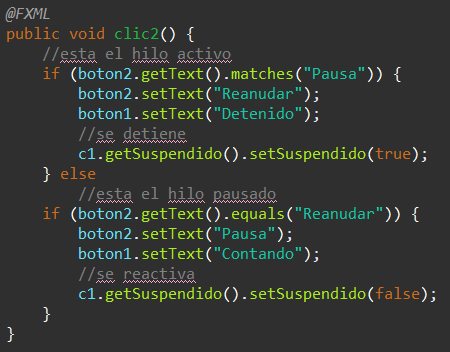 @FXML
public void clic2() {
    //esta el hilo activo
    if (boton2.getText().matches("Pausa")) {
        boton2.setText("Reanudar");
        boton1.setText("Detenido");
        //se detiene
        c1.getSuspendido().setSuspendido(true);
    } else
        //esta el hilo pausado
    if (boton2.getText().equals("Reanudar")) {
        boton2.setText("Pausa");
        boton1.setText("Contando");
        //se reactiva
        c1.getSuspendido().setSuspendido(false);
    }
}